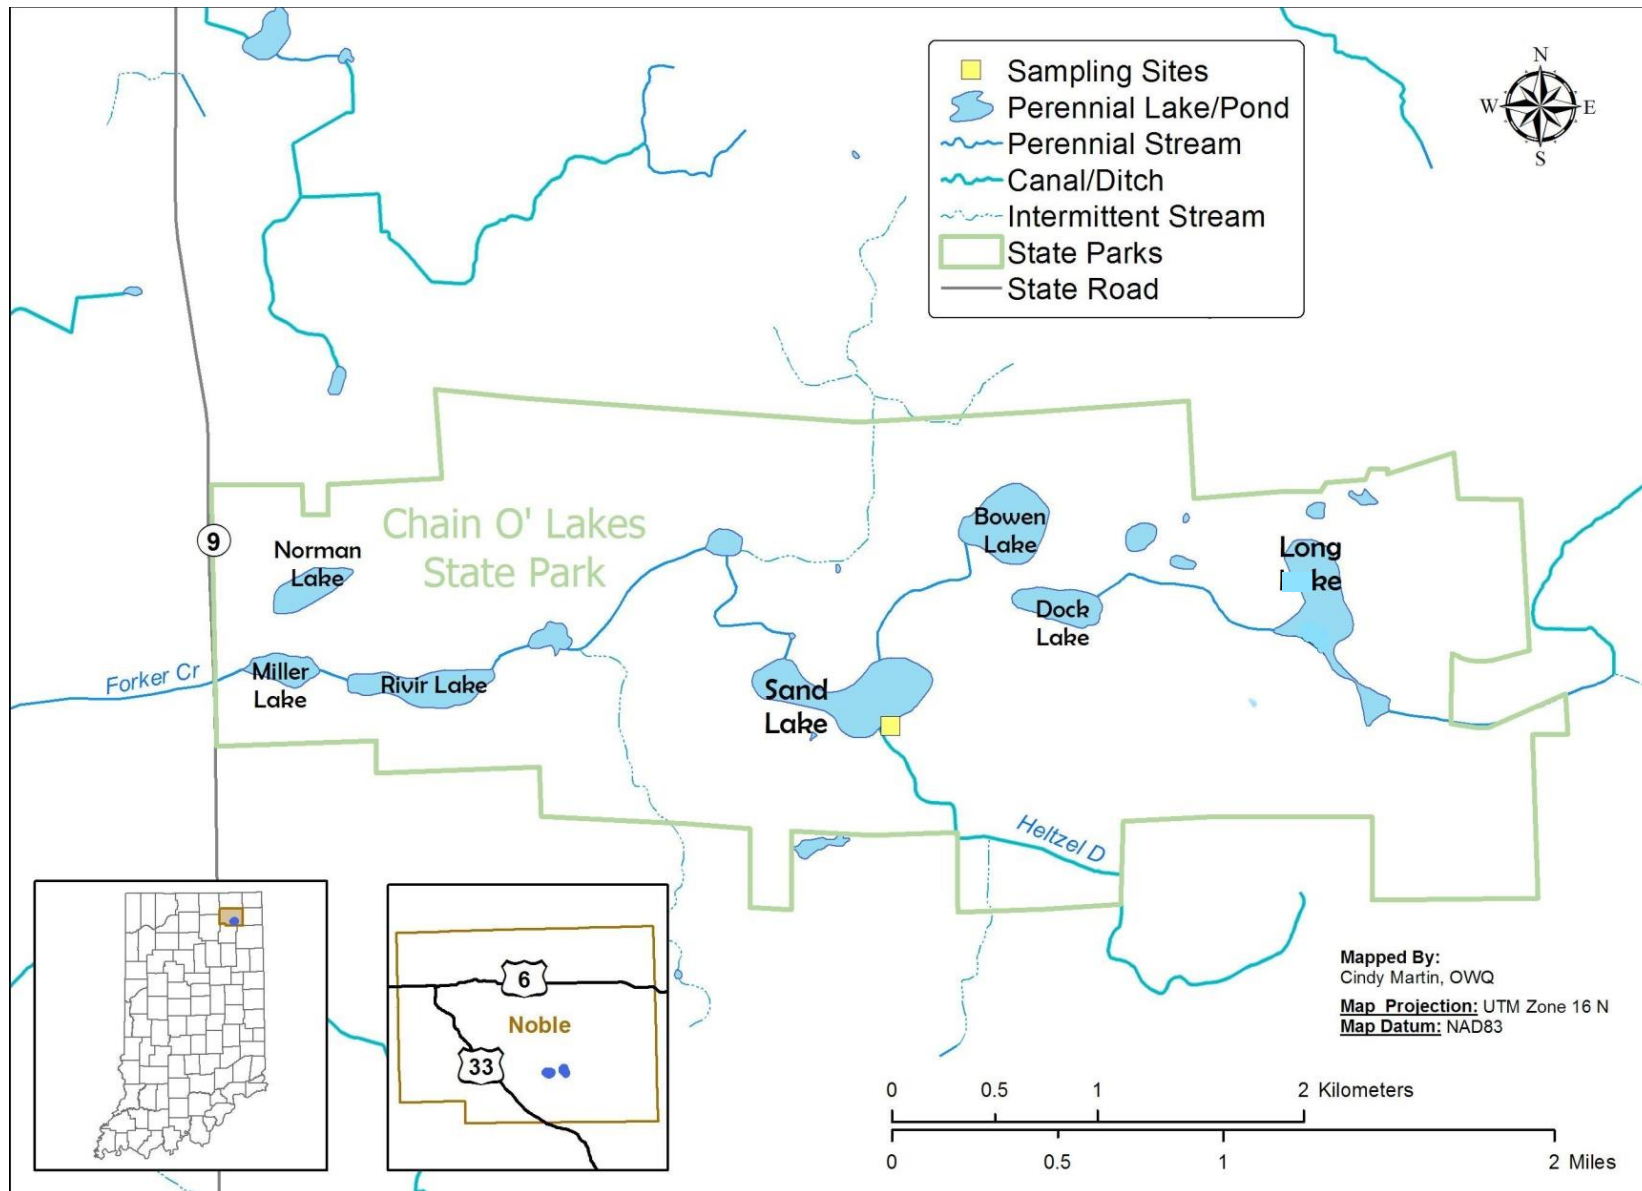 Sampling Sites
Perennial Lake/Pond
Perennial Stream
Canal/Ditch
Intermittent Stream
State Parks
State Road
N
W E
S
Chain O' Lakes
State Park
9
Norman
Lake
Bowen
Lake
Long
ke
Dock
Lake
Forker Cr
Miller
Lake
Rivir Lake
Sand
Lake
Heltzel D
6
Noble
33
Mapped By:
Cindy Martin, OWQ
Map Projection: UTM Zone 16 N
Map Datum: NAD83
0 0.5 1 2 Kilometers
0 0.5 1 2 Miles